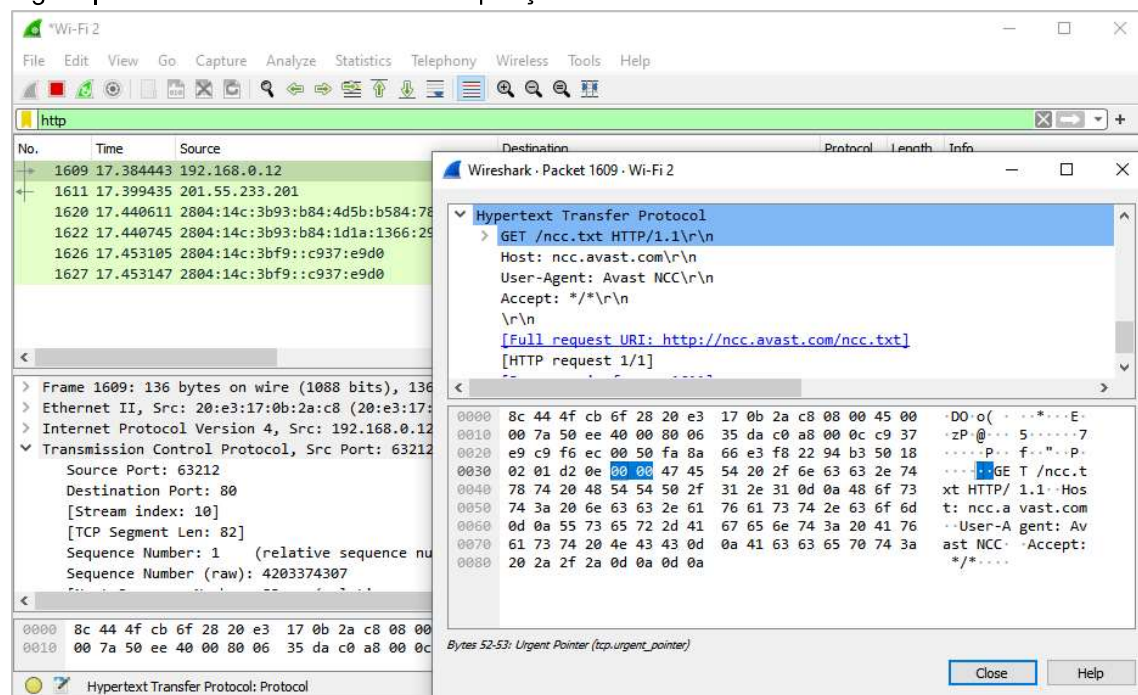 *Wi-Fi 2
File Edit View Go Capture Analyze Statistics Telephony Wireless Tools Help
http
No. Time Source Destination Protocol Length Info
1609 17.384443 192.168.0.12
1611 17.399435 201.55.233.201
1620 17.440611 2804:14c:3b93:b84:4d5b:b584:78
1622 17.440745 2804:14c:3b93:b84:1d1a:1366:29
1626 17.453105 2804:14c:3bf9::c937:e9d0
1627 17.453147 2804:14c:3bf9::c937:e9d0
Frame 1609: 136 bytes on wire (1088 bits), 136
Ethernet II, Src: 20:e3:17:0b:2a:c8 (20:e3:17:
Internet Protocol Version 4, Src: 192.168.0.12
Transmission Control Protocol, Src Port: 63212
Source Port: 63212
Destination Port: 80
[Stream index: 10]
[TCP Segment Len: 82]
Sequence Number: 1 (relative sequence nu
Sequence Number (raw): 4203374307
0000 8c 44 4f cb 6f 28 20 e3 17 0b 2a c8 08 00
0010 00 7a 50 ee 40 00 80 06 35 da c0 a8 00 0c
Hypertext Transfer Protocol: Protocol
Wireshark · Packet 1609 · Wi-Fi 2
Hypertext Transfer Protocol
GET /ncc.txt HTTP/1.1\r\n
Host: ncc.avast.com\r\n
User-Agent: Avast NCC\r\n
Accept: */*\r\n
\r\n
[Full request URI: http://ncc.avast.com/ncc.txt]
[HTTP request 1/1]
0000 8c 44 4f cb 6f 28 20 e3 17 0b 2a c8 08 00 45 00 ·DO·o( · ··*···E·
0010 00 7a 50 ee 40 00 80 06 35 da c0 a8 00 0c c9 37 ·zP·@··· 5······7
0020 e9 c9 f6 ec 00 50 fa 8a 66 e3 f8 22 94 b3 50 18 ·····P·· f··"··P·
0030 02 01 d2 0e 00 00 47 45 54 20 2f 6e 63 63 2e 74 ······GE T /ncc.t
0040 78 74 20 48 54 54 50 2f 31 2e 31 0d 0a 48 6f 73 xt HTTP/ 1.1··Hos
0050 74 3a 20 6e 63 63 2e 61 76 61 73 74 2e 63 6f 6d t: ncc.a vast.com
0060 0d 0a 55 73 65 72 2d 41 67 65 6e 74 3a 20 41 76 ··User-A gent: Av
0070 61 73 74 20 4e 43 43 0d 0a 41 63 63 65 70 74 3a ast NCC· ·Accept:
0080 20 2a 2f 2a 0d 0a 0d 0a */*····
Bytes 52-53: Urgent Pointer (tcp.urgent_pointer)
Close Help